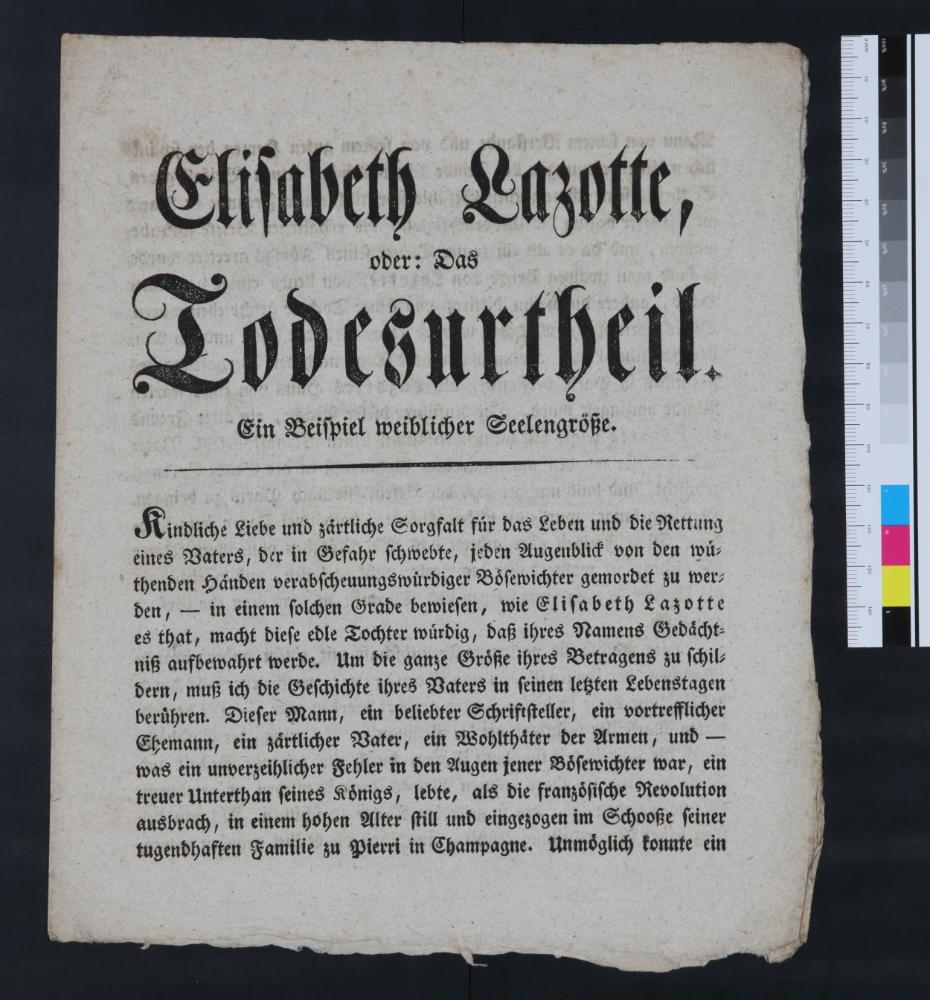 Eliſabeth Lazotte,
oder: Das
Todesurtheil.
Ein Beiſpiel weiblicher Seelengröße.
Kindliche Liebe und zärtliche Sorgfalt für das Leben und die Rettung
eines Vaters, der in Gefahr ſchwebte, jeden Augenblick von den wü-
thenden Händen verabſcheuungswürdiger Böſewichter gemordet zu wer-
den, — in einem ſolchen Grade bewieſen, wie Eliſabeth Lazotte
es that, macht dieſe edle Tochter würdig, daß ihres Namens Gedächt-
niß aufbewahrt werde. Um die ganze Größe ihres Betragens zu ſchil-
dern, muß ich die Geſchichte ihres Vaters in ſeinen letzten Lebenstagen
berühren. Dieſer Mann, ein beliebter Schriftſteller, ein vortrefflicher
Ehemann, ein zärtlicher Vater, ein Wohlthäter der Armen, und —
was ein unverzeihlicher Fehler in den Augen jener Böſewichter war, ein
treuer Unterthan ſeines Königs, lebte, als die franzöſiſche Revolution
ausbrach, in einem hohen Alter ſtill und eingezogen im Schooße ſeiner
tugendhaften Familie zu Pierri in Champagne. Unmöglich konnte ein